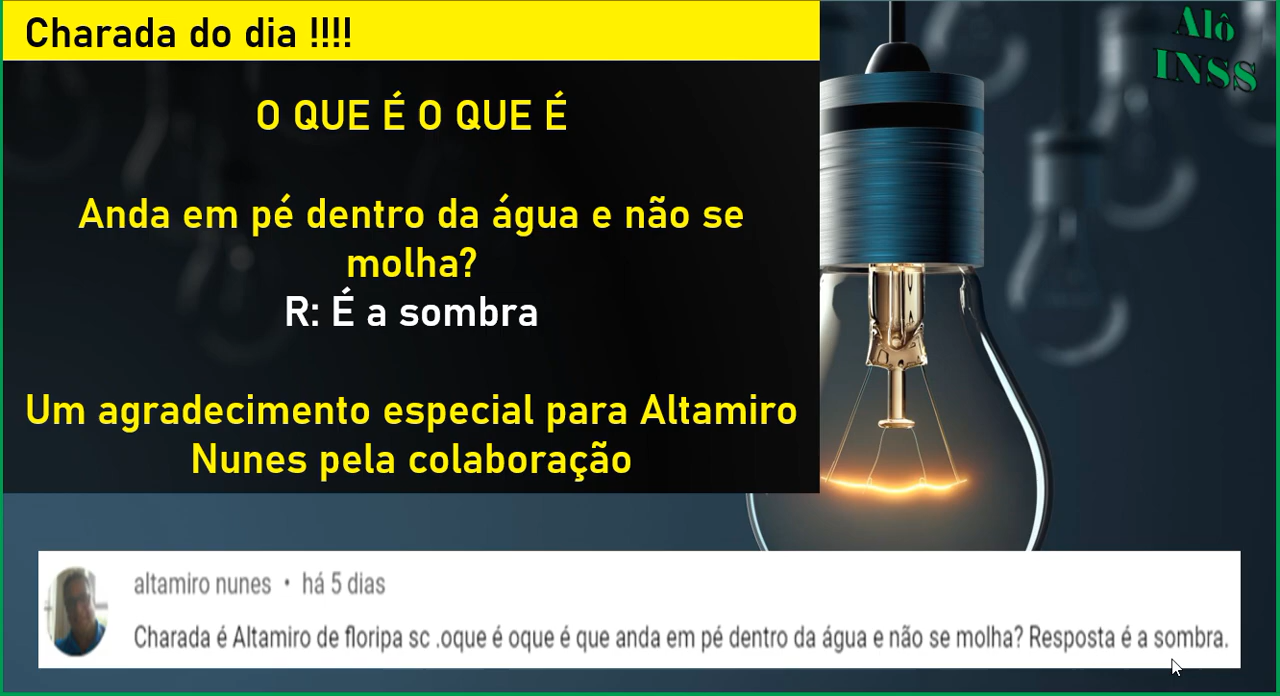 Charada do dia !!!!
Alô
INSS
O QUE É O QUE É
Anda em pé dentro da água e não se
molha?
R: É a sombra
Um agradecimento especial para Altamiro
Nunes pela colaboração
altamiro nunes • há 5 dias
Charada é Altamiro de floripa sc .oque é oque é que anda em pé dentro da água e não se molha? Resposta é a sombra.